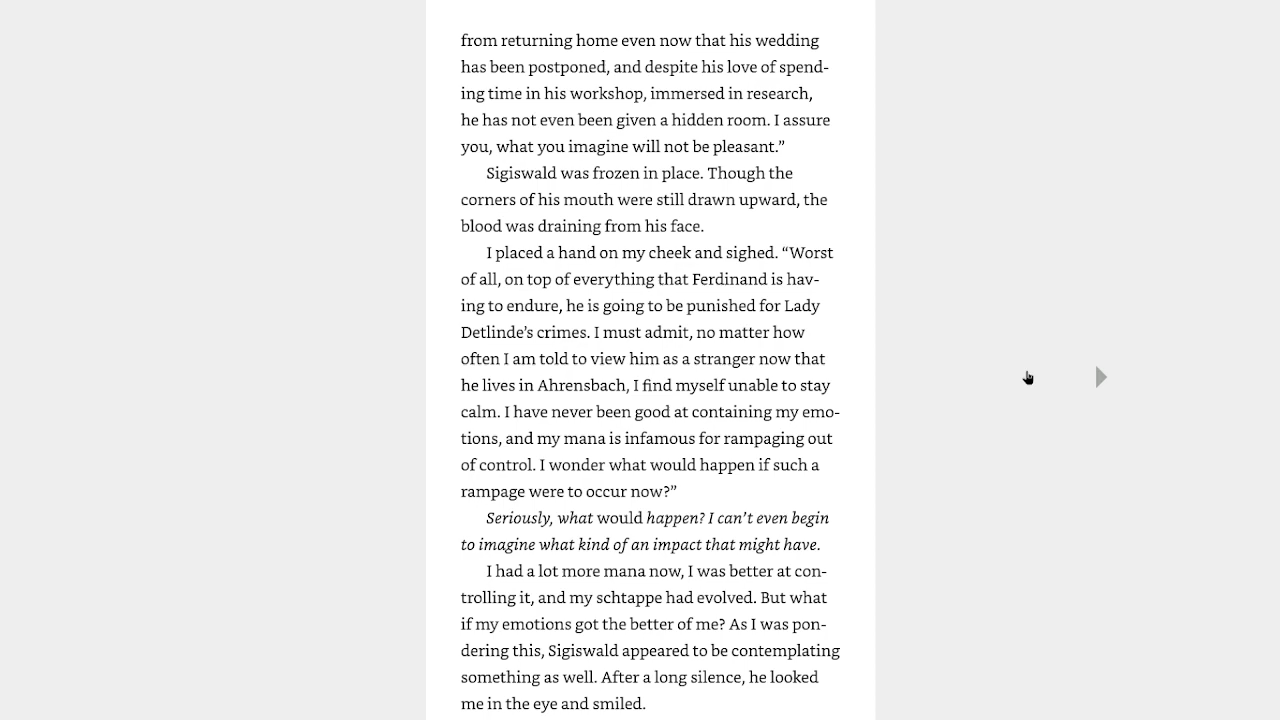 from returning home even now that his wedding
has been postponed, and despite his love of spend-
ing time in his workshop, immersed in research,
he has not even been given a hidden room. I assure
you, what you imagine will not be pleasant.”
Sigiswald was frozen in place. Though the
corners of his mouth were still drawn upward, the
blood was draining from his face.
I placed a hand on my cheek and sighed. “Worst
of all, on top of everything that Ferdinand is hav-
ing to endure, he is going to be punished for Lady
Detlinde’s crimes. I must admit, no matter how
often I am told to view him as a stranger now that
he lives in Ahrensbach, I find myself unable to stay
calm. I have never been good at containing my emo-
tions, and my mana is infamous for rampaging out
of control. I wonder what would happen if such a
rampage were to occur now?”
Seriously, what would happen? I can’t even begin
to imagine what kind of an impact that might have.
I had a lot more mana now, I was better at con-
trolling it, and my schtappe had evolved. But what
if my emotions got the better of me? As I was pon-
dering this, Sigiswald appeared to be contemplating
something as well. After a long silence, he looked
me in the eye and smiled.